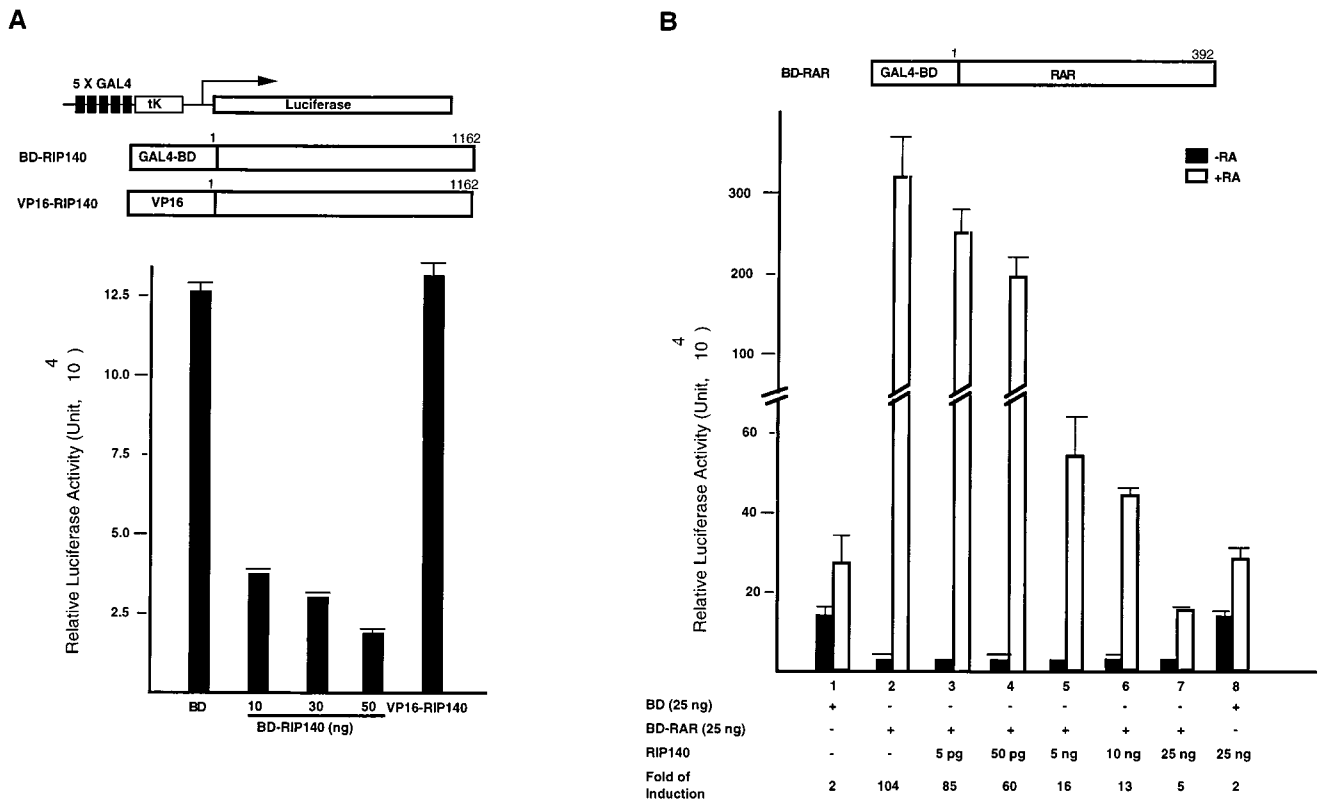 A
5 X GAL4
tK
Luciferase
1
1162
BD-RIP140
GAL4-BD
1
1162
VP16-RIP140
VP16
Relative Luciferase Activity (Unit, 10⁴)
12.5
10.0
7.5
5.0
2.5
BD
10
30
50
VP16-RIP140
BD-RIP140 (ng)
B
1
392
BD-RAR
GAL4-BD
RAR
-RA
+RA
Relative Luciferase Activity (Unit, 10⁴)
300
200
100
60
40
20
1 2 3 4 5 6 7 8
BD (25 ng) + - - - - - - +
BD-RAR (25 ng) - + + + + + + -
RIP140 - - 5 pg 50 pg 5 ng 10 ng 25 ng 25 ng
Fold of
Induction 2 104 85 60 16 13 5 2